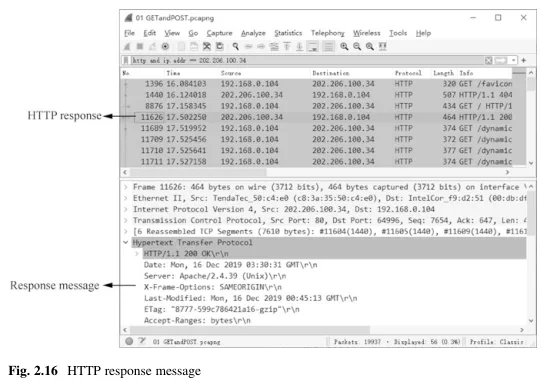 01 GETandPOST.pcapng
File Edit View Go Capture Analyze Statistics Telephony Wireless Tools Help
http and ip.addr == 202.206.100.34
No Time Source Destination Protocol Length Info
1396 16.084103 192.168.0.104 202.206.100.34 HTTP 320 GET /favicon
1440 16.124018 202.206.100.34 192.168.0.104 HTTP 507 HTTP/1.1 404
8876 17.158345 192.168.0.104 202.206.100.34 HTTP 434 GET / HTTP/1
HTTP response
11626 17.502250 202.206.100.34 192.168.0.104 HTTP 464 HTTP/1.1 200
11689 17.519952 192.168.0.104 202.206.100.34 HTTP 374 GET /dynamic
11709 17.525456 192.168.0.104 202.206.100.34 HTTP 372 GET /dynamic
11710 17.525641 192.168.0.104 202.206.100.34 HTTP 377 GET /dynamic
11711 17.527158 192.168.0.104 202.206.100.34 HTTP 374 GET /dynamic
Frame 11626: 464 bytes on wire (3712 bits), 464 bytes captured (3712 bits) on interface \
Ethernet II, Src: TendaTec_50:c4:e0 (c8:3a:35:50:c4:e0), Dst: IntelCor_f9:d2:51 (00:db:df
Internet Protocol Version 4, Src: 202.206.100.34, Dst: 192.168.0.104
Transmission Control Protocol, Src Port: 80, Dst Port: 64996, Seq: 7654, Ack: 647, Len:
[6 Reassembled TCP Segments (7610 bytes): #11604(1440), #11605(1440), #11609(1440), #1161
Hypertext Transfer Protocol
HTTP/1.1 200 OK\r\n
Date: Mon, 16 Dec 2019 03:30:31 GMT\r\n
Server: Apache/2.4.39 (Unix)\r\n
Response message
X-Frame-Options: SAMEORIGIN\r\n
Last-Modified: Mon, 16 Dec 2019 00:45:13 GMT\r\n
ETag: "8777-599c786421a16-gzip"\r\n
Accept-Ranges: bytes\r\n
01 GETandPOST.pcapng Packets: 19937 · Displayed: 56 (0.3%) Profile: Classic
Fig. 2.16 HTTP response message